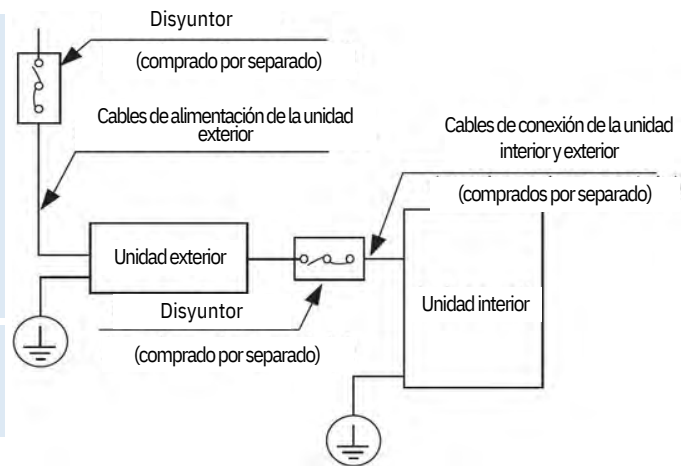 Disyuntor
(comprado por separado)
Cables de alimentación de la unidad
exterior
Cables de conexión de la unidad
interior y exterior
(comprados por separado)
Unidad exterior
Disyuntor
(comprado por separado)
Unidad interior